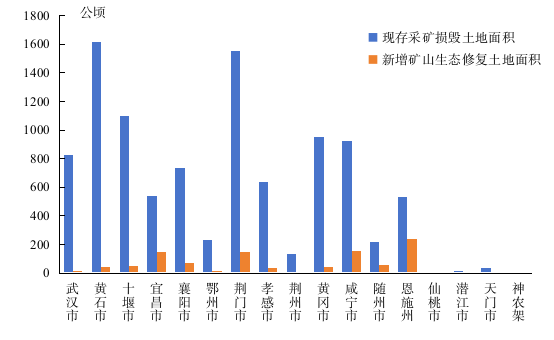 公顷
现存采矿损毁土地面积
新增矿山生态修复土地面积
1800
1600
1400
1200
1000
800
600
400
200
0
武汉市
黄石市
十堰市
宜昌市
襄阳市
鄂州市
荆门市
孝感市
荆州市
黄冈市
咸宁市
随州市
恩施州
仙桃市
潜江市
天门市
神农架